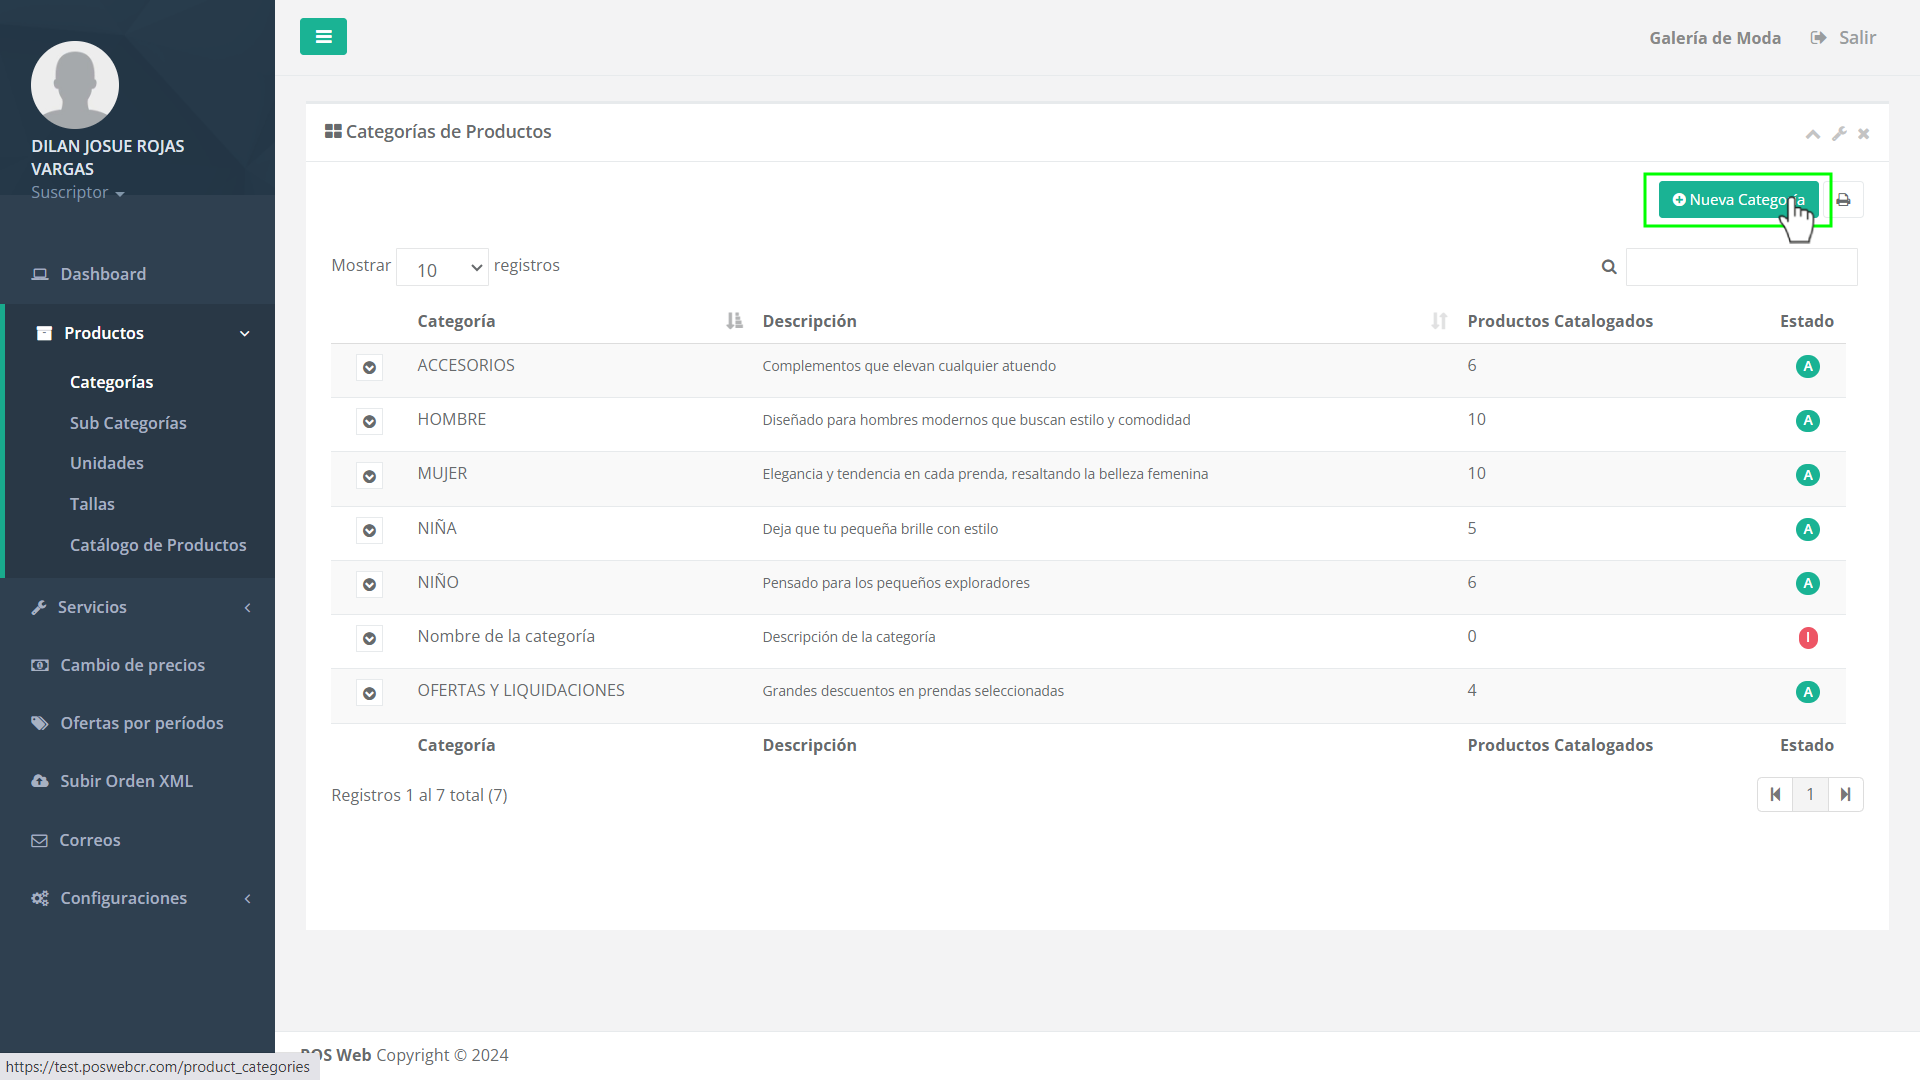 Galería de Moda
Salir
DILAN JOSUE ROJAS
VARGAS
Suscriptor
Dashboard
Productos
Categorías
Sub Categorías
Unidades
Tallas
Catálogo de Productos
Servicios
Cambio de precios
Ofertas por períodos
Subir Orden XML
Correos
Configuraciones
Categorías de Productos
Nueva Categoría
Mostrar 10 registros
Categoría Descripción Productos Catalogados Estado
ACCESORIOS Complementos que elevan cualquier atuendo 6 A
HOMBRE Diseñado para hombres modernos que buscan estilo y comodidad 10 A
MUJER Elegancia y tendencia en cada prenda, resaltando la belleza femenina 10 A
NIÑA Deja que tu pequeña brille con estilo 5 A
NIÑO Pensado para los pequeños exploradores 6 A
Nombre de la categoría Descripción de la categoría 0 I
OFERTAS Y LIQUIDACIONES Grandes descuentos en prendas seleccionadas 4 A
Categoría Descripción Productos Catalogados Estado
Registros 1 al 7 total (7)
1
POS Web Copyright © 2024
https://test.poswebcr.com/product_categories